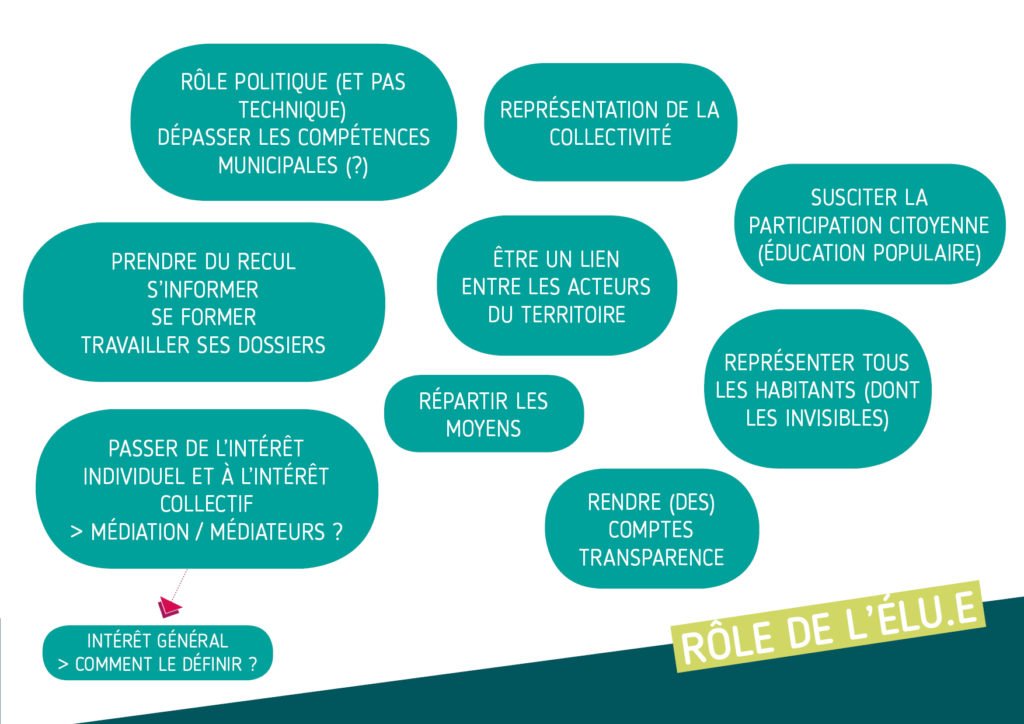 RÔLE POLITIQUE (ET PAS
TECHNIQUE)
DÉPASSER LES COMPÉTENCES
MUNICIPALES (?)
REPRÉSENTATION DE LA
COLLECTIVITÉ
SUSCITER LA
PARTICIPATION CITOYENNE
(ÉDUCATION POPULAIRE)
PRENDRE DU RECUL
S'INFORMER
SE FORMER
TRAVAILLER SES DOSSIERS
ÊTRE UN LIEN
ENTRE LES ACTEURS
DU TERRITOIRE
REPRÉSENTER TOUS
LES HABITANTS (DONT
LES INVISIBLES)
RÉPARTIR LES
MOYENS
PASSER DE L'INTÉRÊT
INDIVIDUEL ET À L'INTÉRÊT
COLLECTIF
> MÉDIATION / MÉDIATEURS ?
RENDRE (DES)
COMPTES
TRANSPARENCE
INTÉRÊT GÉNÉRAL
> COMMENT LE DÉFINIR ?
RÔLE DE L'ÉLU.E